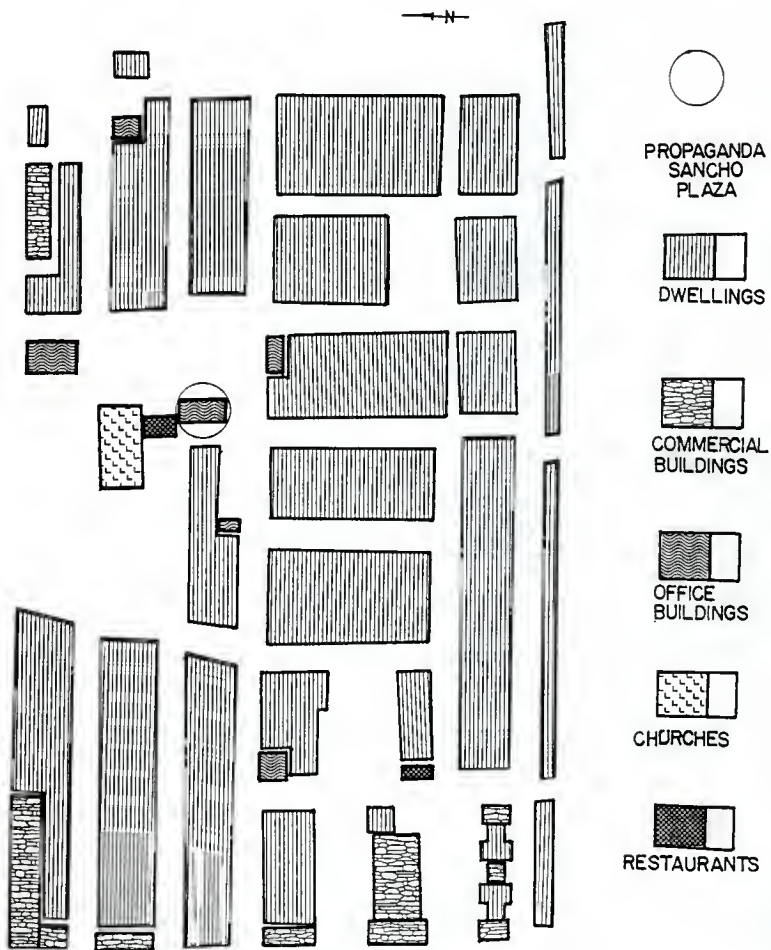 N
PROPAGANDA
SANCHO
PLAZA
DWELLINGS
COMMERCIAL
BUILDINGS
OFFICE
BUILDINGS
CHURCHES
RESTAURANTS